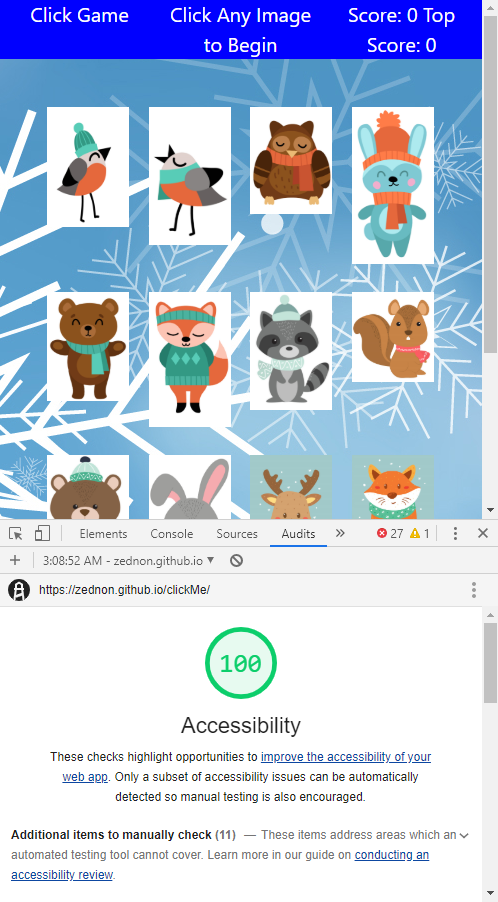 Click Game
Click Any Image
to Begin
Score: 0 Top
Score: 0
Elements Console Sources Audits » 27 1
3:08:52 AM - zednon.github.io
https://zednon.github.io/clickMe/
100
Accessibility
These checks highlight opportunities to improve the accessibility of your
web app. Only a subset of accessibility issues can be automatically
detected so manual testing is also encouraged.
Additional items to manually check (11) — These items address areas which an
automated testing tool cannot cover. Learn more in our guide on conducting an
accessibility review.